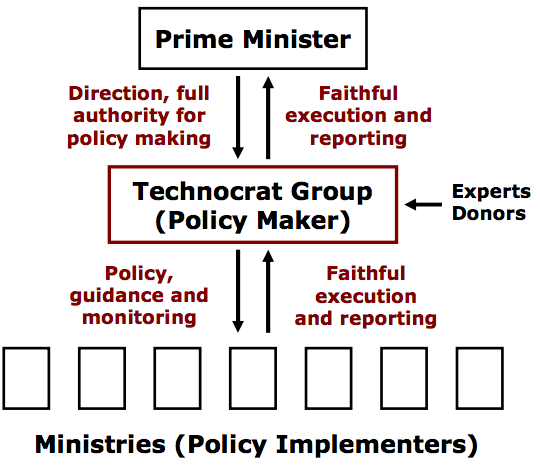 Prime Minister
Direction, full
authority for
policy making
Faithful
execution and
reporting
Technocrat Group
(Policy Maker)
Experts
Donors
Policy,
guidance and
monitoring
Faithful
execution
and reporting
Ministries (Policy Implementers)